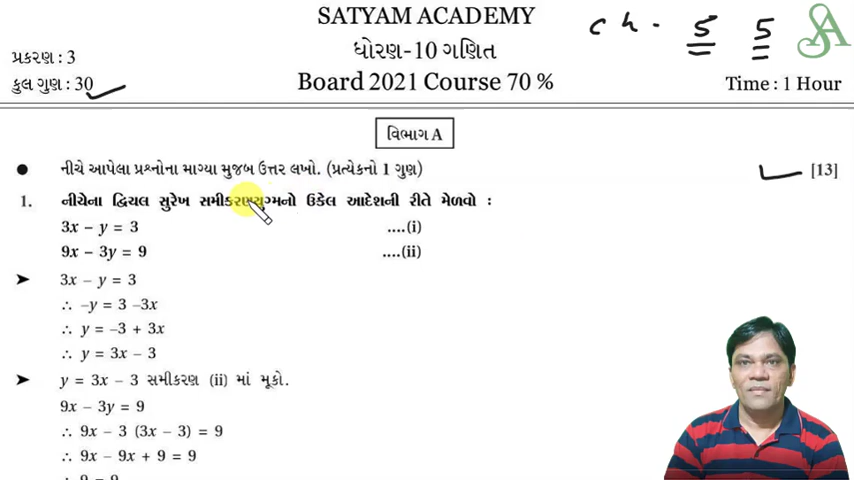 SATYAM ACADEMY
ch - 5 5
ધોરણ-10 ગણિત
પ્રકરણ : 3
કુલ ગુણ : 30
Board 2021 Course 70 %
Time : 1 Hour
વિભાગ A
● નીચે આપેલા પ્રશ્નોના માગ્યા મુજબ ઉત્તર લખો. (પ્રત્યેકનો 1 ગુણ) [13]
1. નીચેના દ્વિચલ સુરેખ સમીકરણયુગ્મનો ઉકેલ આદેશની રીતે મેળવો :
3x – y = 3 ....(i)
9x – 3y = 9 ....(ii)
➤ 3x – y = 3
∴ –y = 3 –3x
∴ y = –3 + 3x
∴ y = 3x – 3
➤ y = 3x – 3 સમીકરણ (ii) માં મૂકો.
9x – 3y = 9
∴ 9x – 3 (3x – 3) = 9
∴ 9x – 9x + 9 = 9
∴ 9 = 9